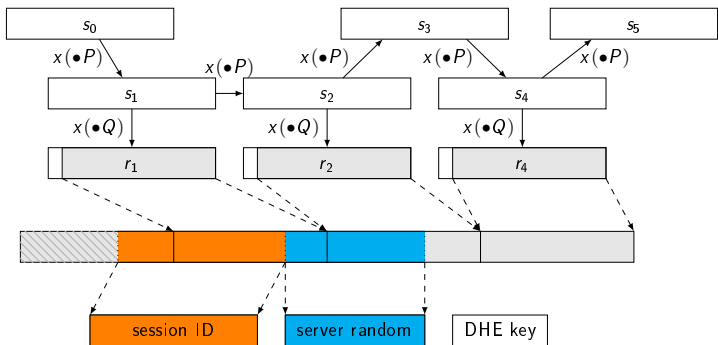 s0
s3
s5
x(•P)
x(•P)
x(•P)
x(•P)
x(•P)
s1
s2
s4
x(•Q)
x(•Q)
x(•Q)
r1
r2
r4
session ID
server random
DHE key